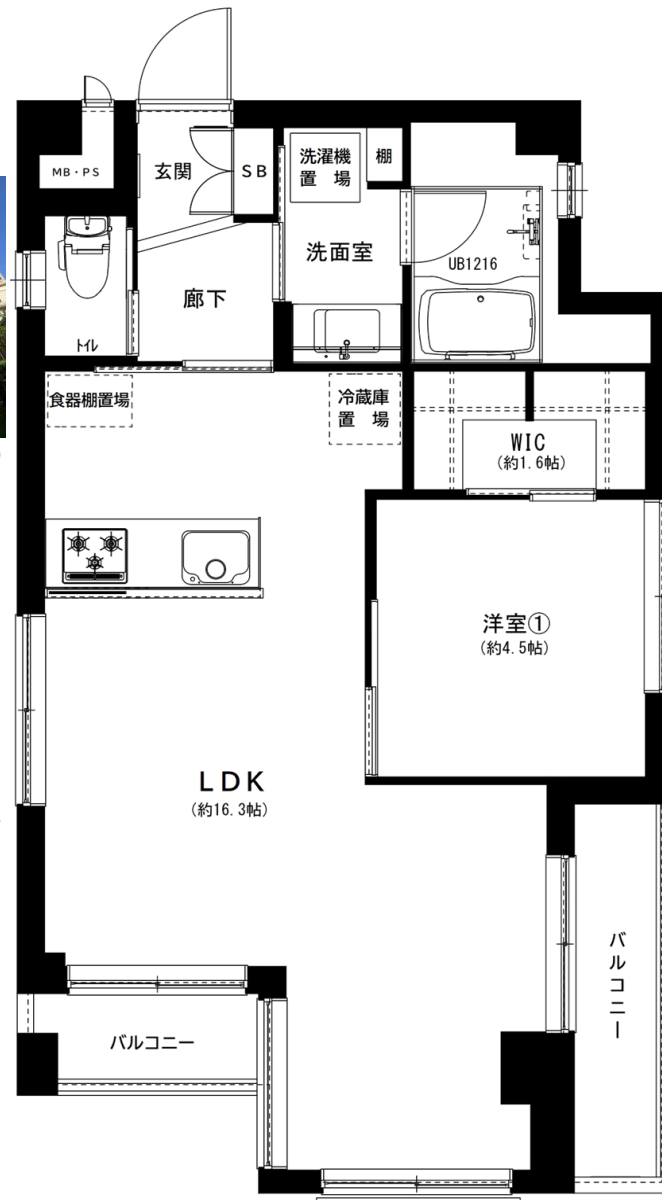 MB・PS
玄関
SB
洗濯機
置場
棚
洗面室
UB1216
廊下
トイレ
食器棚置場
冷蔵庫
置場
WIC
(約1.6帖)
洋室①
(約4.5帖)
LDK
(約16.3帖)
バルコニー
バルコニー